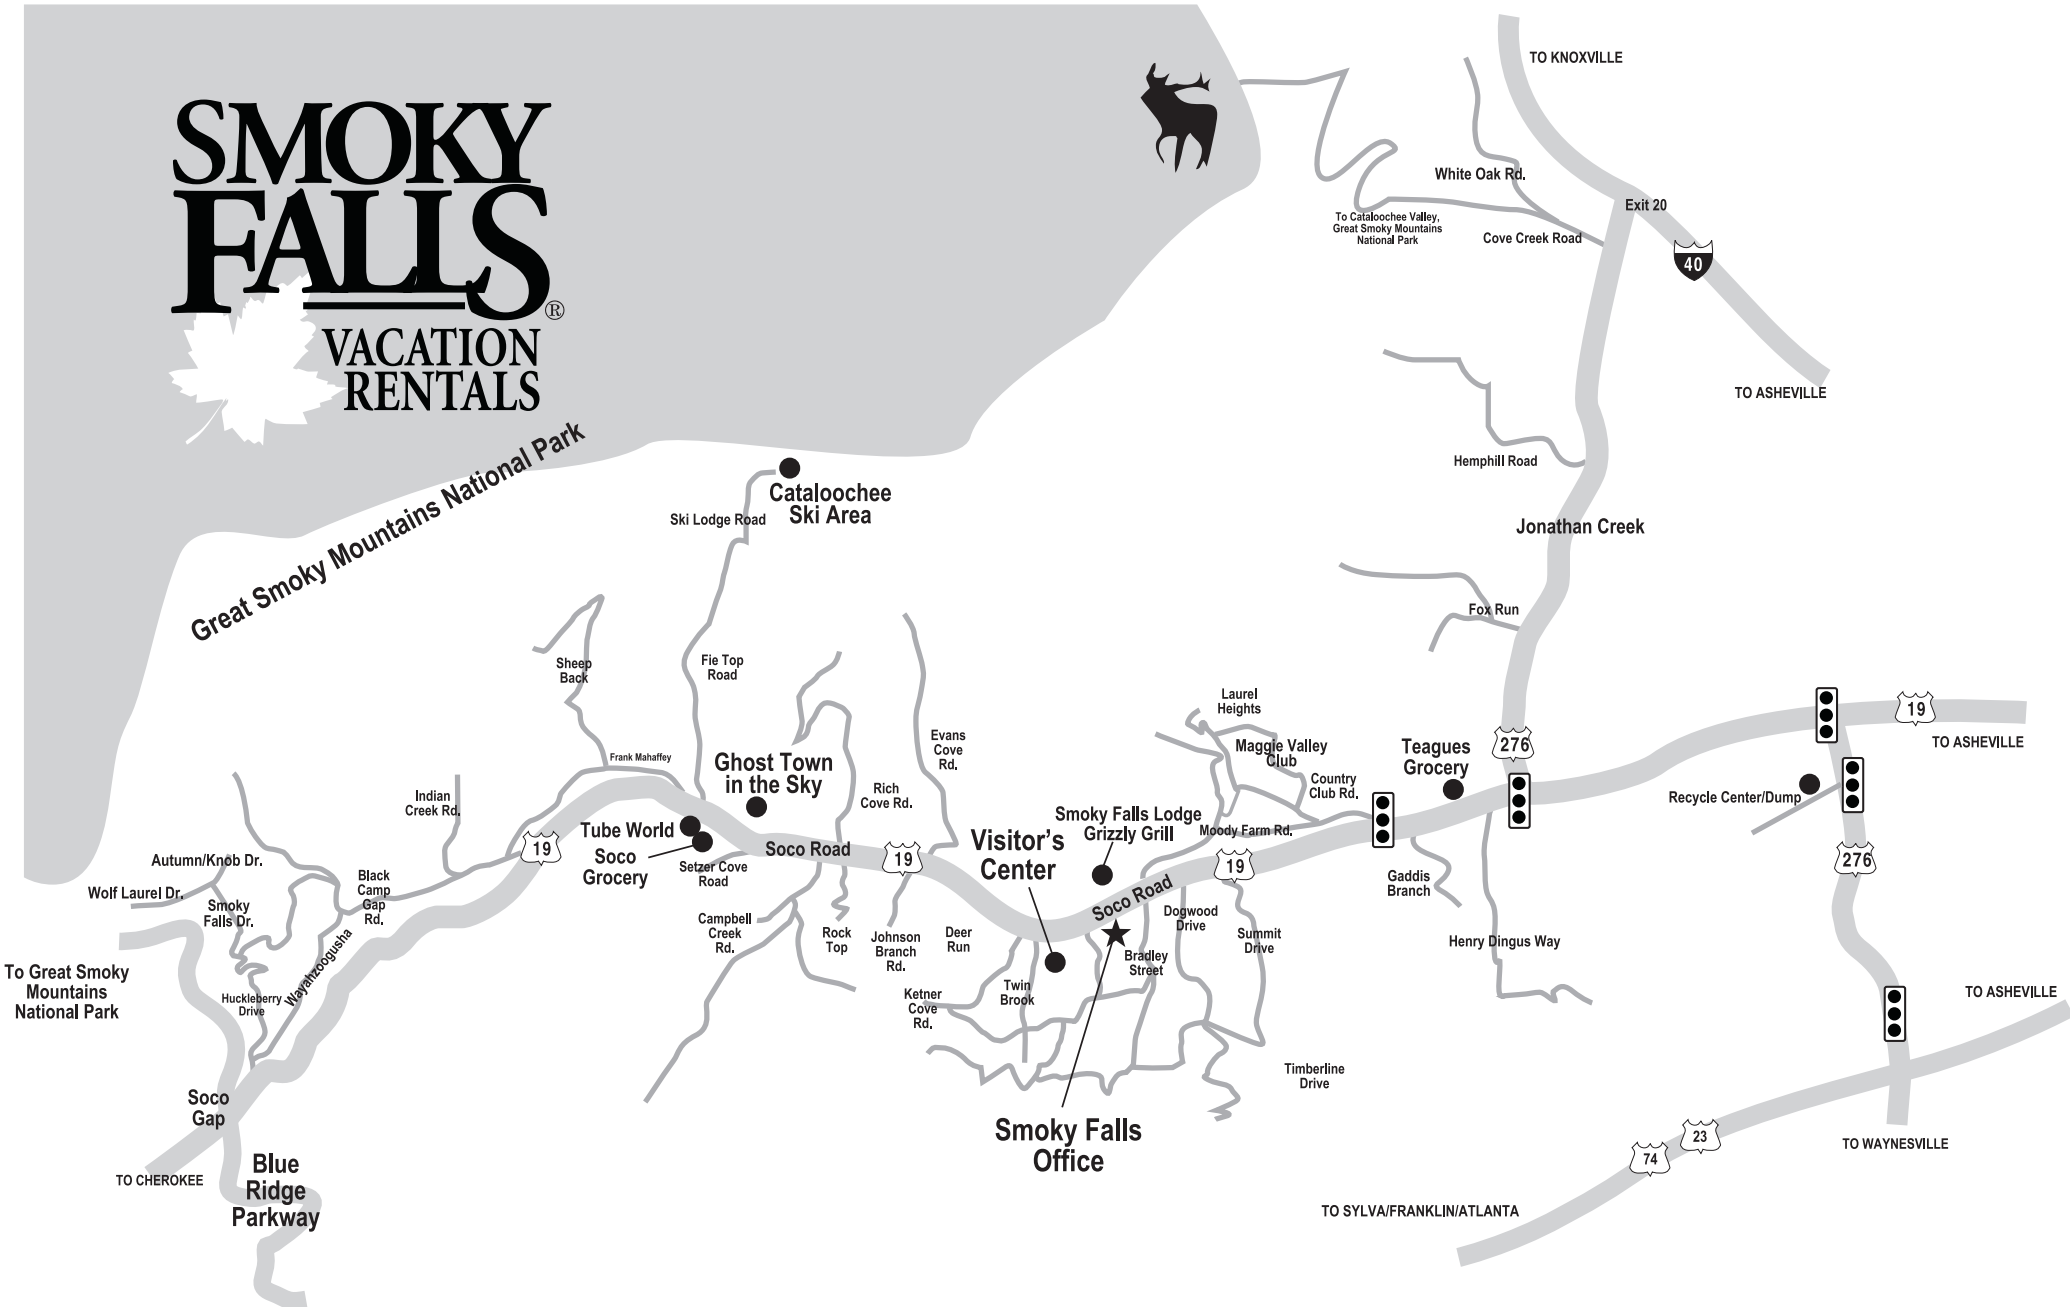 SMOKY
FALLS®
VACATION
RENTALS
Great Smoky Mountains National Park
TO KNOXVILLE
White Oak Rd.
Exit 20
To Cataloochee Valley,
Great Smoky Mountains
National Park
Cove Creek Road
40
TO ASHEVILLE
Hemphill Road
Jonathan Creek
Fox Run
Cataloochee
Ski Area
Ski Lodge Road
Sheep
Back
Fie Top
Road
Frank Mahaffey
Ghost Town
in the Sky
Evans
Cove
Rd.
Rich
Cove Rd.
Laurel
Heights
Maggie Valley
Club
Country
Club Rd.
Teagues
Grocery
276
19
TO ASHEVILLE
Recycle Center/Dump
276
Indian
Creek Rd.
19
Tube World
Soco
Grocery
Setzer Cove
Road
Soco Road
19
Visitor's
Center
Smoky Falls Lodge
Grizzly Grill
Moody Farm Rd.
19
Soco Road
Gaddis
Branch
Henry Dingus Way
Autumn/Knob Dr.
Wolf Laurel Dr.
Smoky
Falls Dr.
Black
Camp
Gap
Rd.
Wayahzoogusha
Huckleberry
Drive
Campbell
Creek
Rd.
Rock
Top
Johnson
Branch
Rd.
Deer
Run
Ketner
Cove
Rd.
Twin
Brook
Bradley
Street
Dogwood
Drive
Summit
Drive
Timberline
Drive
To Great Smoky
Mountains
National Park
Soco
Gap
TO CHEROKEE
Blue
Ridge
Parkway
Smoky Falls
Office
TO ASHEVILLE
TO WAYNESVILLE
23
74
TO SYLVA/FRANKLIN/ATLANTA